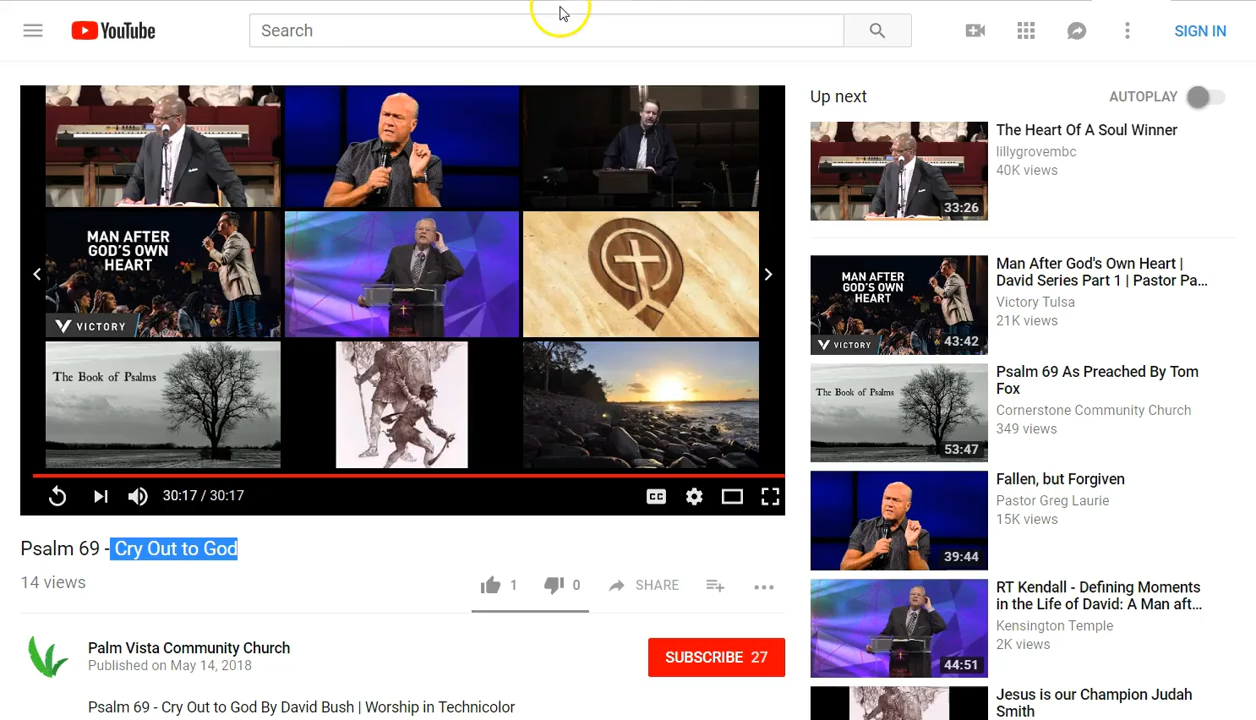 YouTube
Search
SIGN IN
MAN AFTER
GOD'S OWN
HEART
VICTORY
The Book of Psalms
30:17 / 30:17
CC
Psalm 69 - Cry Out to God
14 views
1
0
SHARE
Palm Vista Community Church
Published on May 14, 2018
SUBSCRIBE 27
Psalm 69 - Cry Out to God By David Bush | Worship in Technicolor
Up next
AUTOPLAY
33:26
The Heart Of A Soul Winner
lillygrovembc
40K views
MAN AFTER
GOD'S OWN
HEART
VICTORY
43:42
Man After God's Own Heart |
David Series Part 1 | Pastor Pa...
Victory Tulsa
21K views
The Book of Psalms
53:47
Psalm 69 As Preached By Tom
Fox
Cornerstone Community Church
349 views
39:44
Fallen, but Forgiven
Pastor Greg Laurie
15K views
44:51
RT Kendall - Defining Moments
in the Life of David: A Man aft...
Kensington Temple
2K views
Jesus is our Champion Judah
Smith